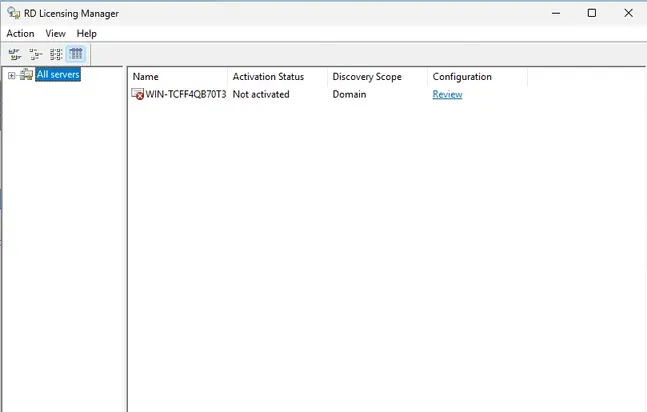 RD Licensing Manager
Action View Help
All servers
Name Activation Status Discovery Scope Configuration
WIN-TCFF4QB70T3 Not activated Domain Review